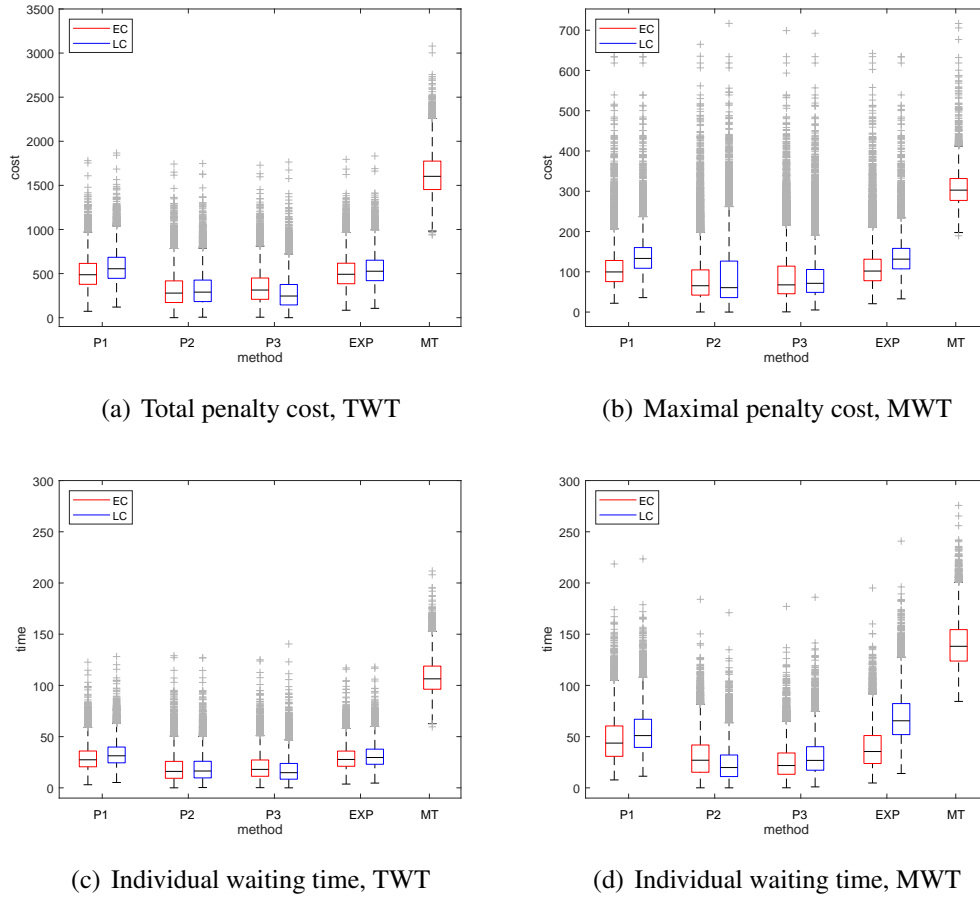 3500
3000
2500
2000
1500
1000
500
0
cost
EC
LC
P1 P2 P3 EXP MT
method
(a) Total penalty cost, TWT
700
600
500
400
300
200
100
0
cost
EC
LC
P1 P2 P3 EXP MT
method
(b) Maximal penalty cost, MWT
300
250
200
150
100
50
0
time
EC
LC
P1 P2 P3 EXP MT
method
(c) Individual waiting time, TWT
300
250
200
150
100
50
0
time
EC
LC
P1 P2 P3 EXP MT
method
(d) Individual waiting time, MWT